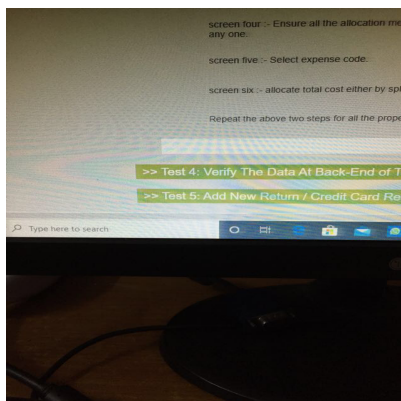 screen four :- Ensure all the allocation me
any one.
screen five :- Select expense code.
screen six :- allocate total cost either by spl
Repeat the above two steps for all the prope
>> Test 4: Verify The Data At Back-End of T
>> Test 5: Add New Return / Credit Card Re
Type here to search